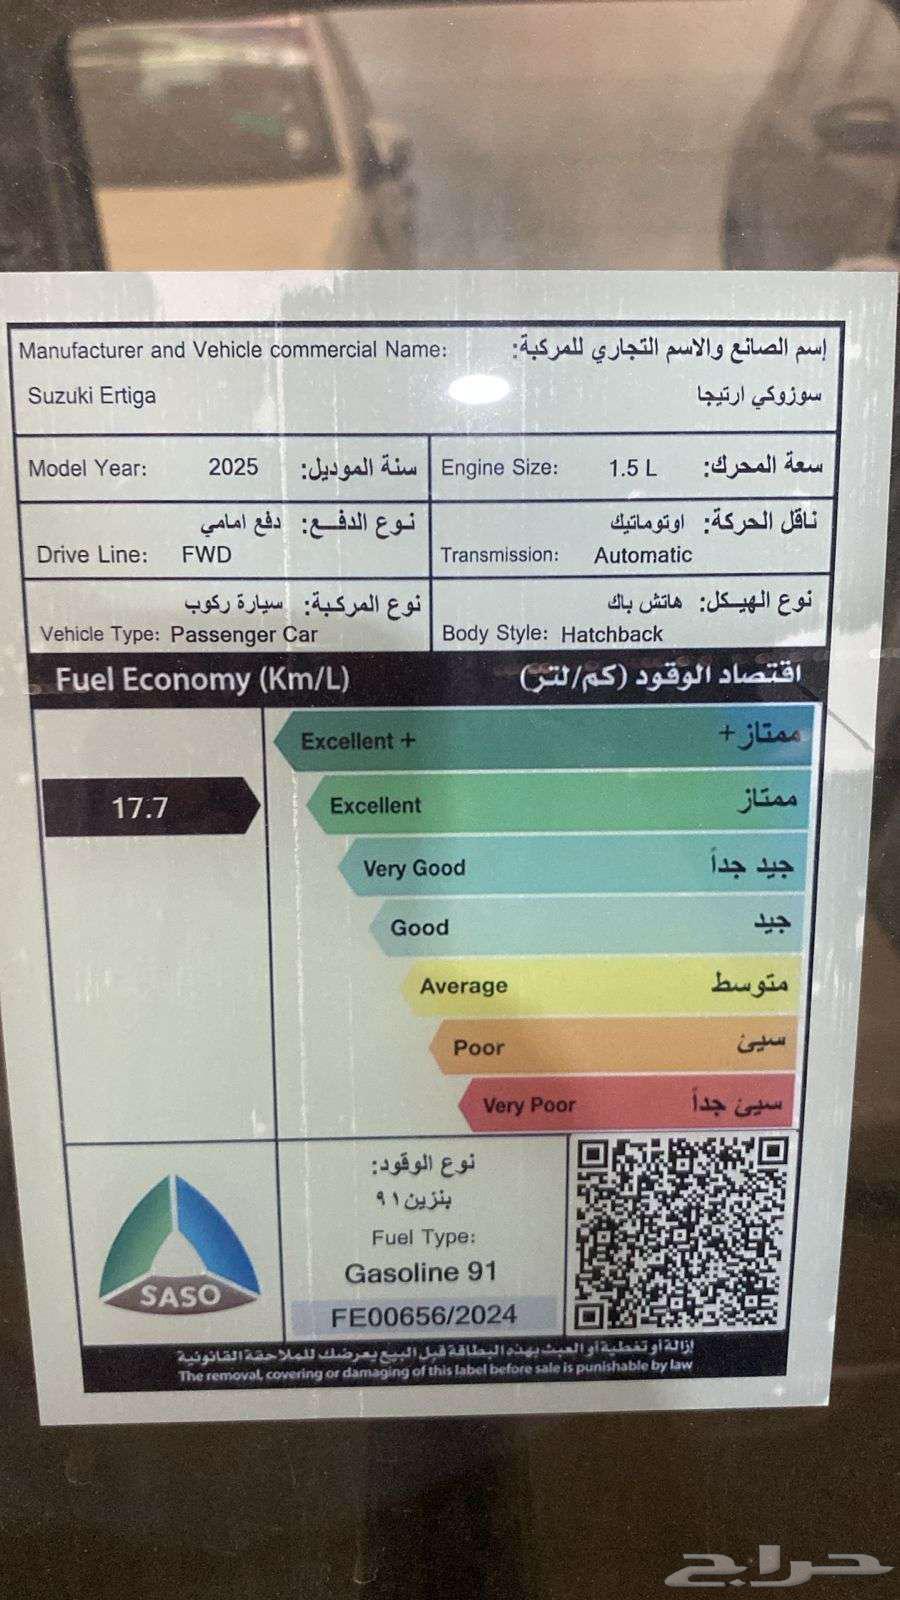 Manufacturer and Vehicle commercial Name: إسم الصانع والاسم التجاري للمركبة:
Suzuki Ertiga سوزوكي ارتيجا
Model Year: 2025 سنة الموديل:
Engine Size: 1.5 L سعة المحرك:
نوع الدفع: دفع امامي
Drive Line: FWD
ناقل الحركة: اوتوماتيك
Transmission: Automatic
نوع المركبة: سيارة ركوب
Vehicle Type: Passenger Car
نوع الهيكل: هاتش باك
Body Style: Hatchback
Fuel Economy (Km/L) اقتصاد الوقود (كم/لتر)
Excellent + ممتاز+
17.7
Excellent ممتاز
Very Good جيد جداً
Good جيد
Average متوسط
Poor سيئ
Very Poor سيئ جداً
SASO
نوع الوقود:
بنزين ٩١
Fuel Type:
Gasoline 91
FE00656/2024
إزالة أو تغطية أو العبث بهذه البطاقة قبل البيع يعرضك للملاحقة القانونية
The removal, covering or damaging of this label before sale is punishable by law
حراج